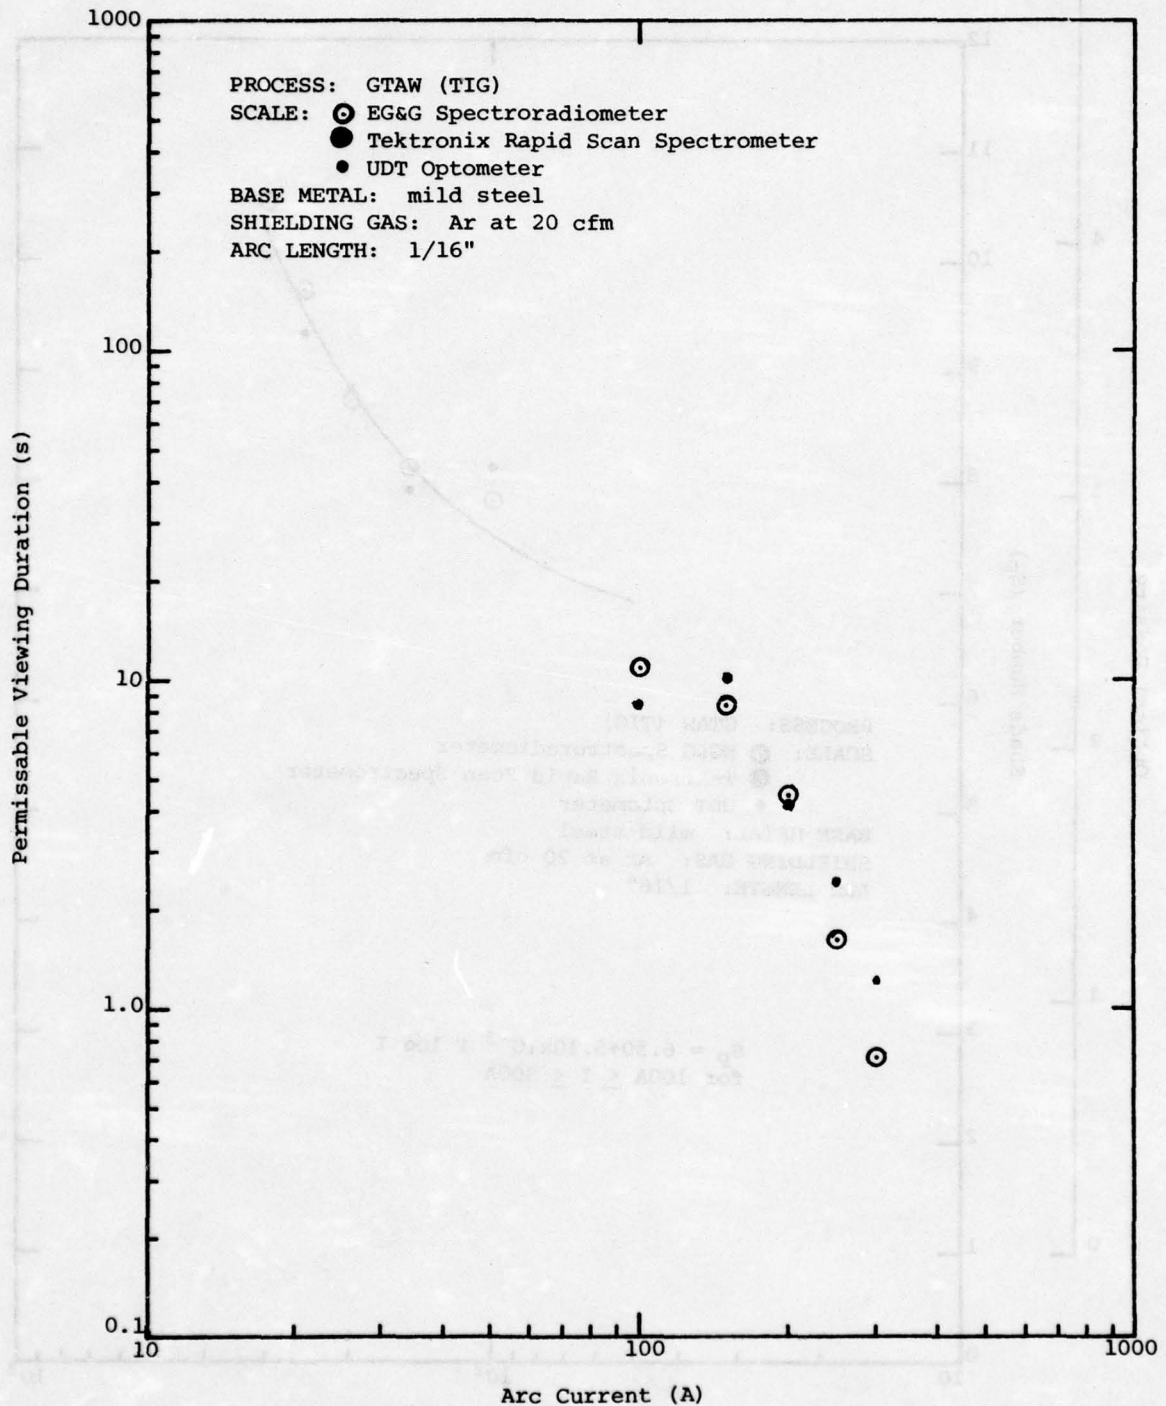 1000
PROCESS: GTAW (TIG)
SCALE: EG&G Spectroradiometer
Tektronix Rapid Scan Spectrometer
UDT Optometer
BASE METAL: mild steel
SHIELDING GAS: Ar at 20 cfm
ARC LENGTH: 1/16"
100
Permissable Viewing Duration (s)
10
1.0
0.1
10
100
1000
Arc Current (A)